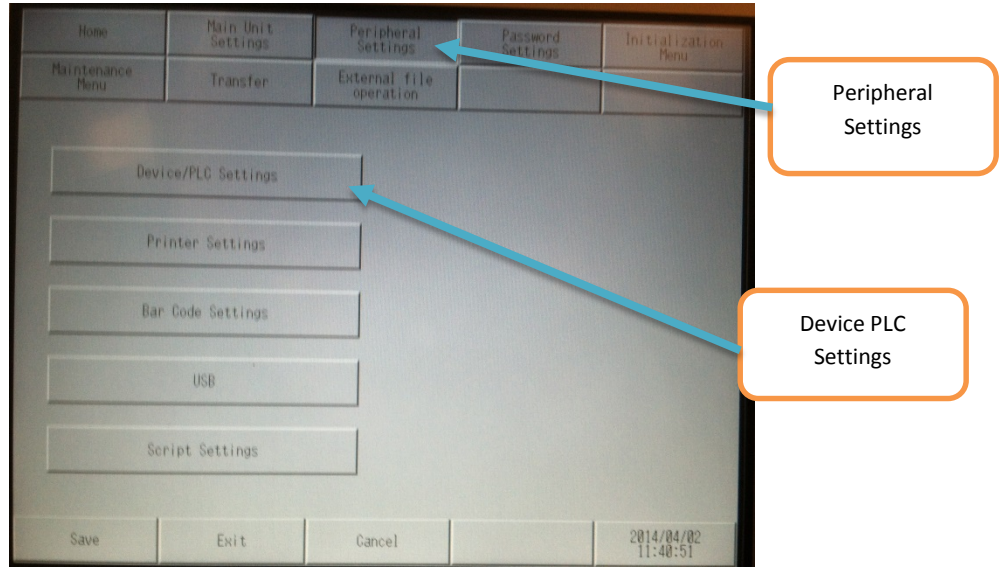 Home
Main Unit
Settings
Peripheral
Settings
Password
Settings
Initialization
Menu
Maintenance
Menu
Transfer
External file
operation
Device/PLC Settings
Printer Settings
Bar Code Settings
USB
Script Settings
Save
Exit
Cancel
2014/04/02
11:40:51
Peripheral
Settings
Device PLC
Settings